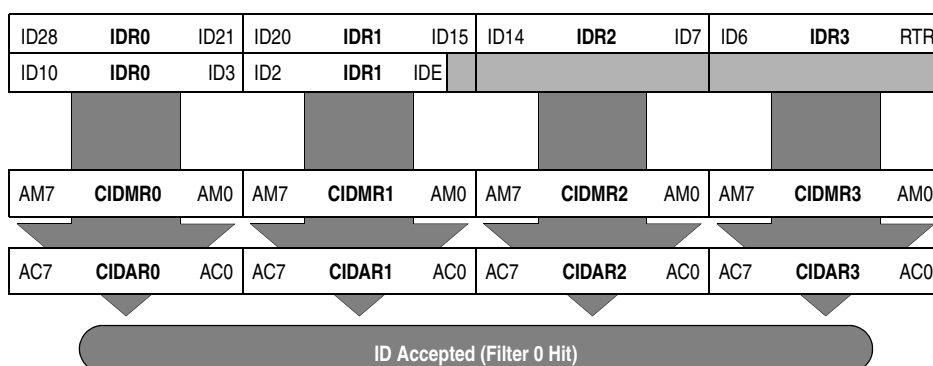 ID28 IDR0 ID21 ID20 IDR1 ID15 ID14 IDR2 ID7 ID6 IDR3 RTR
ID10 IDR0 ID3 ID2 IDR1 IDE
AM7 CIDMR0 AM0 AM7 CIDMR1 AM0 AM7 CIDMR2 AM0 AM7 CIDMR3 AM0
AC7 CIDAR0 AC0 AC7 CIDAR1 AC0 AC7 CIDAR2 AC0 AC7 CIDAR3 AC0
ID Accepted (Filter 0 Hit)